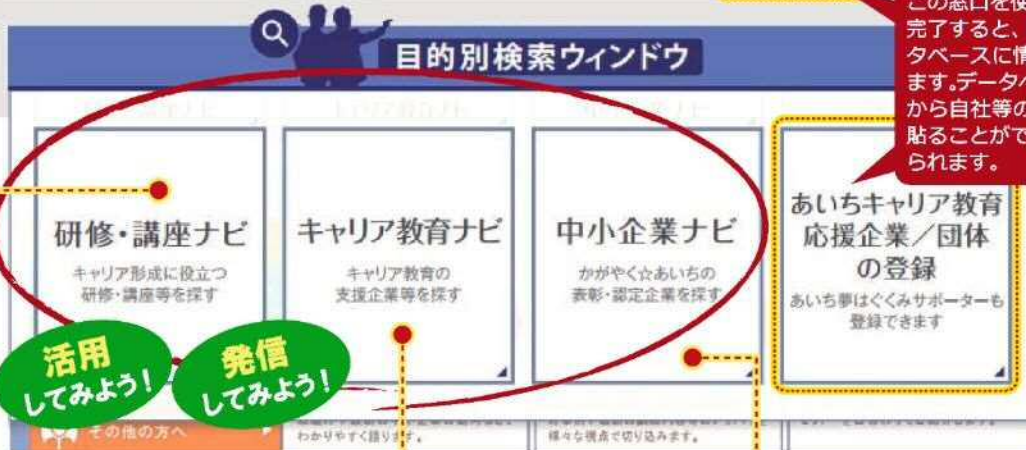 目的別検索ウィンドウ
この窓口を使
完了すると、
タベースに情
ます。データベ
から自社等の
貼ることがで
られます。
研修・講座ナビ
キャリア形成に役立つ
研修・講座等を探す
キャリア教育ナビ
キャリア教育の
支援企業等を探す
中小企業ナビ
かがやく☆あいちの
表彰・認定企業を探す
あいちキャリア教育
応援企業／団体
の登録
あいち夢はぐくみサポーターも
登録できます
活用
してみよう!
発信
してみよう!
その他の方へ
わかりやすく語ります。
様々な視点で切り込みます。